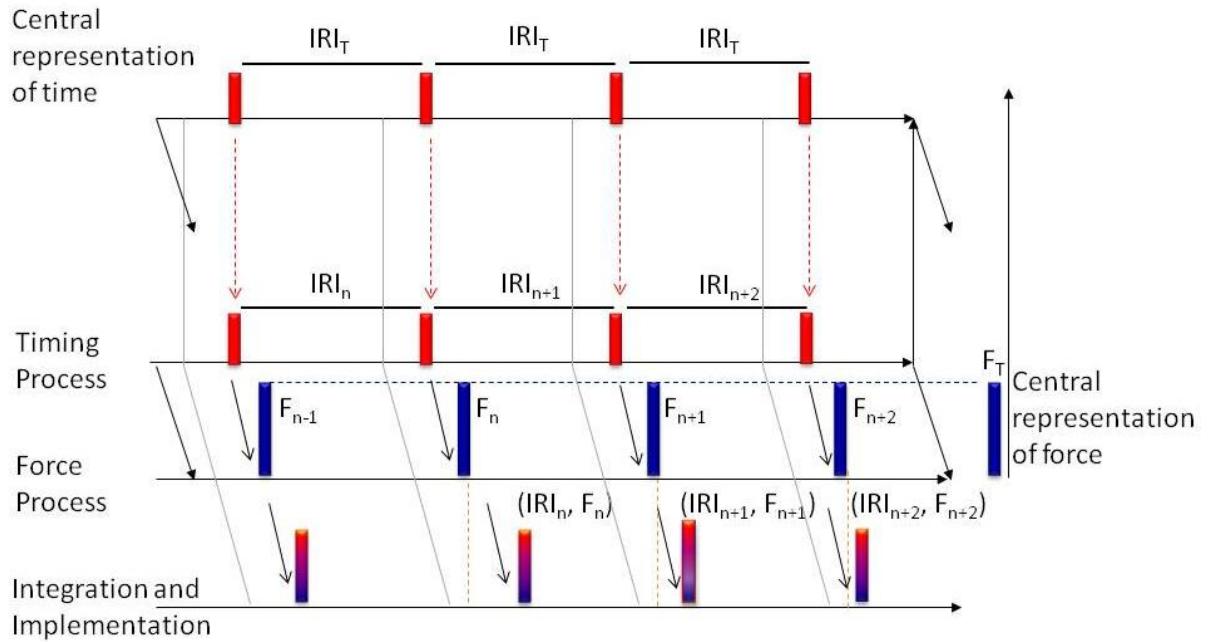 Central
representation
of time
IRI_T IRI_T IRI_T
IRI_n IRI_n+1 IRI_n+2
Timing
Process
F_n-1 F_n F_n+1 F_n+2
F_T
Central
representation
of force
Force
Process
(IRI_n, F_n) (IRI_n+1, F_n+1) (IRI_n+2, F_n+2)
Integration and
Implementation